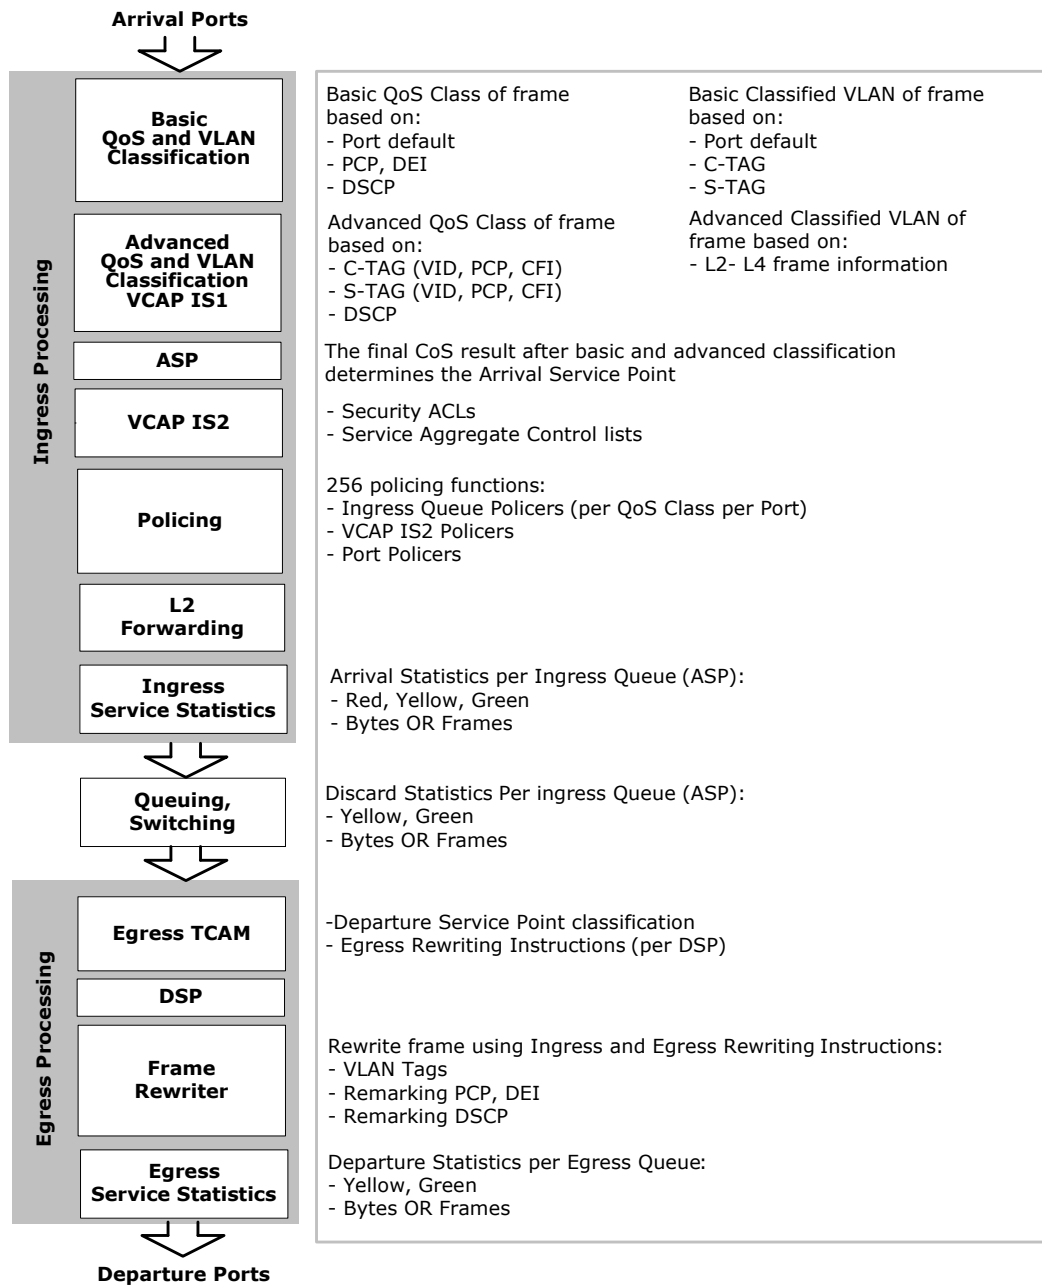 Arrival Ports
Ingress Processing
Basic
QoS and VLAN
Classification
Basic QoS Class of frame
based on:
- Port default
- PCP, DEI
- DSCP
Basic Classified VLAN of frame
based on:
- Port default
- C-TAG
- S-TAG
Advanced
QoS and VLAN
Classification
VCAP IS1
Advanced QoS Class of frame
based on:
- C-TAG (VID, PCP, CFI)
- S-TAG (VID, PCP, CFI)
- DSCP
Advanced Classified VLAN of
frame based on:
- L2- L4 frame information
ASP
The final CoS result after basic and advanced classification
determines the Arrival Service Point
VCAP IS2
- Security ACLs
- Service Aggregate Control lists
Policing
256 policing functions:
- Ingress Queue Policers (per QoS Class per Port)
- VCAP IS2 Policers
- Port Policers
L2
Forwarding
Ingress
Service Statistics
Arrival Statistics per Ingress Queue (ASP):
- Red, Yellow, Green
- Bytes OR Frames
Queuing,
Switching
Discard Statistics Per ingress Queue (ASP):
- Yellow, Green
- Bytes OR Frames
Egress Processing
Egress TCAM
-Departure Service Point classification
- Egress Rewriting Instructions (per DSP)
DSP
Frame
Rewriter
Rewrite frame using Ingress and Egress Rewriting Instructions:
- VLAN Tags
- Remarking PCP, DEI
- Remarking DSCP
Egress
Service Statistics
Departure Statistics per Egress Queue:
- Yellow, Green
- Bytes OR Frames
Departure Ports